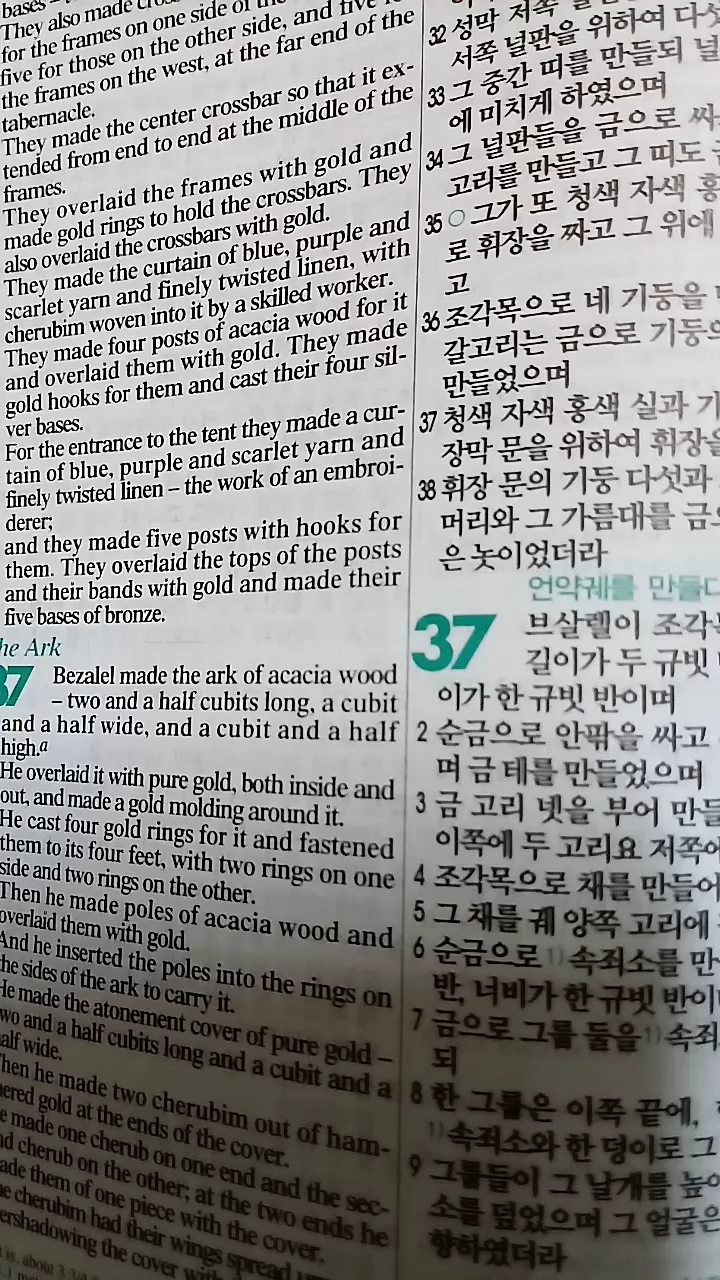 bases –
They also made
for the frames on one side of the
five for those on the other side, and five
the frames on the west, at the far end of the
tabernacle.
They made the center crossbar so that it ex-
tended from end to end at the middle of the
frames.
They overlaid the frames with gold and
made gold rings to hold the crossbars. They
also overlaid the crossbars with gold.
They made the curtain of blue, purple and
scarlet yarn and finely twisted linen, with
cherubim woven into it by a skilled worker.
They made four posts of acacia wood for it
and overlaid them with gold. They made
gold hooks for them and cast their four sil-
ver bases.
For the entrance to the tent they made a cur-
tain of blue, purple and scarlet yarn and
finely twisted linen – the work of an embroi-
derer;
and they made five posts with hooks for
them. They overlaid the tops of the posts
and their bands with gold and made their
five bases of bronze.
he Ark
37 Bezalel made the ark of acacia wood
– two and a half cubits long, a cubit
and a half wide, and a cubit and a half
high.a
He overlaid it with pure gold, both inside and
out, and made a gold molding around it.
He cast four gold rings for it and fastened
them to its four feet, with two rings on one
side and two rings on the other.
Then he made poles of acacia wood and
overlaid them with gold.
And he inserted the poles into the rings on
the sides of the ark to carry it.
He made the atonement cover of pure gold –
two and a half cubits long and a cubit and a
half wide.
Then he made two cherubim out of ham-
mered gold at the ends of the cover.
e made one cherub on one end and the sec-
nd cherub on the other; at the two ends he
ade them of one piece with the cover.
he cherubim had their wings spread
ershadowing the cover
32 성막 저쪽
서쪽 널판을 위하여 다섯
33 그 중간 띠를 만들되 널
에 미치게 하였으며
34 그 널판들을 금으로 싸
고리를 만들고 그 띠도
35 ○ 그가 또 청색 자색 홍
로 휘장을 짜고 그 위에
고
36 조각목으로 네 기둥을
갈고리는 금으로 기둥의
만들었으며
37 청색 자색 홍색 실과
장막 문을 위하여 휘장을
38 휘장 문의 기둥 다섯과
머리와 그 가름대를 금
은 놋이었더라
언약궤를 만들다
37 브살렐이 조각
길이가 두 규빗
이가 한 규빗 반이며
2 순금으로 안팎을 싸고
며 금 테를 만들었으며
3 금 고리 넷을 부어 만들
이쪽에 두 고리요 저쪽에
4 조각목으로 채를 만들어
5 그 채를 궤 양쪽 고리에
6 순금으로 1) 속죄소를 만
반, 너비가 한 규빗 반이
7 금으로 그룹 둘을 1) 속죄
되
8 한 그룹은 이쪽 끝에,
1) 속죄소와 한 덩이로 그
9 그룹들이 그 날개를 높이
소를 덮었으며 그 얼굴은
향하였더라